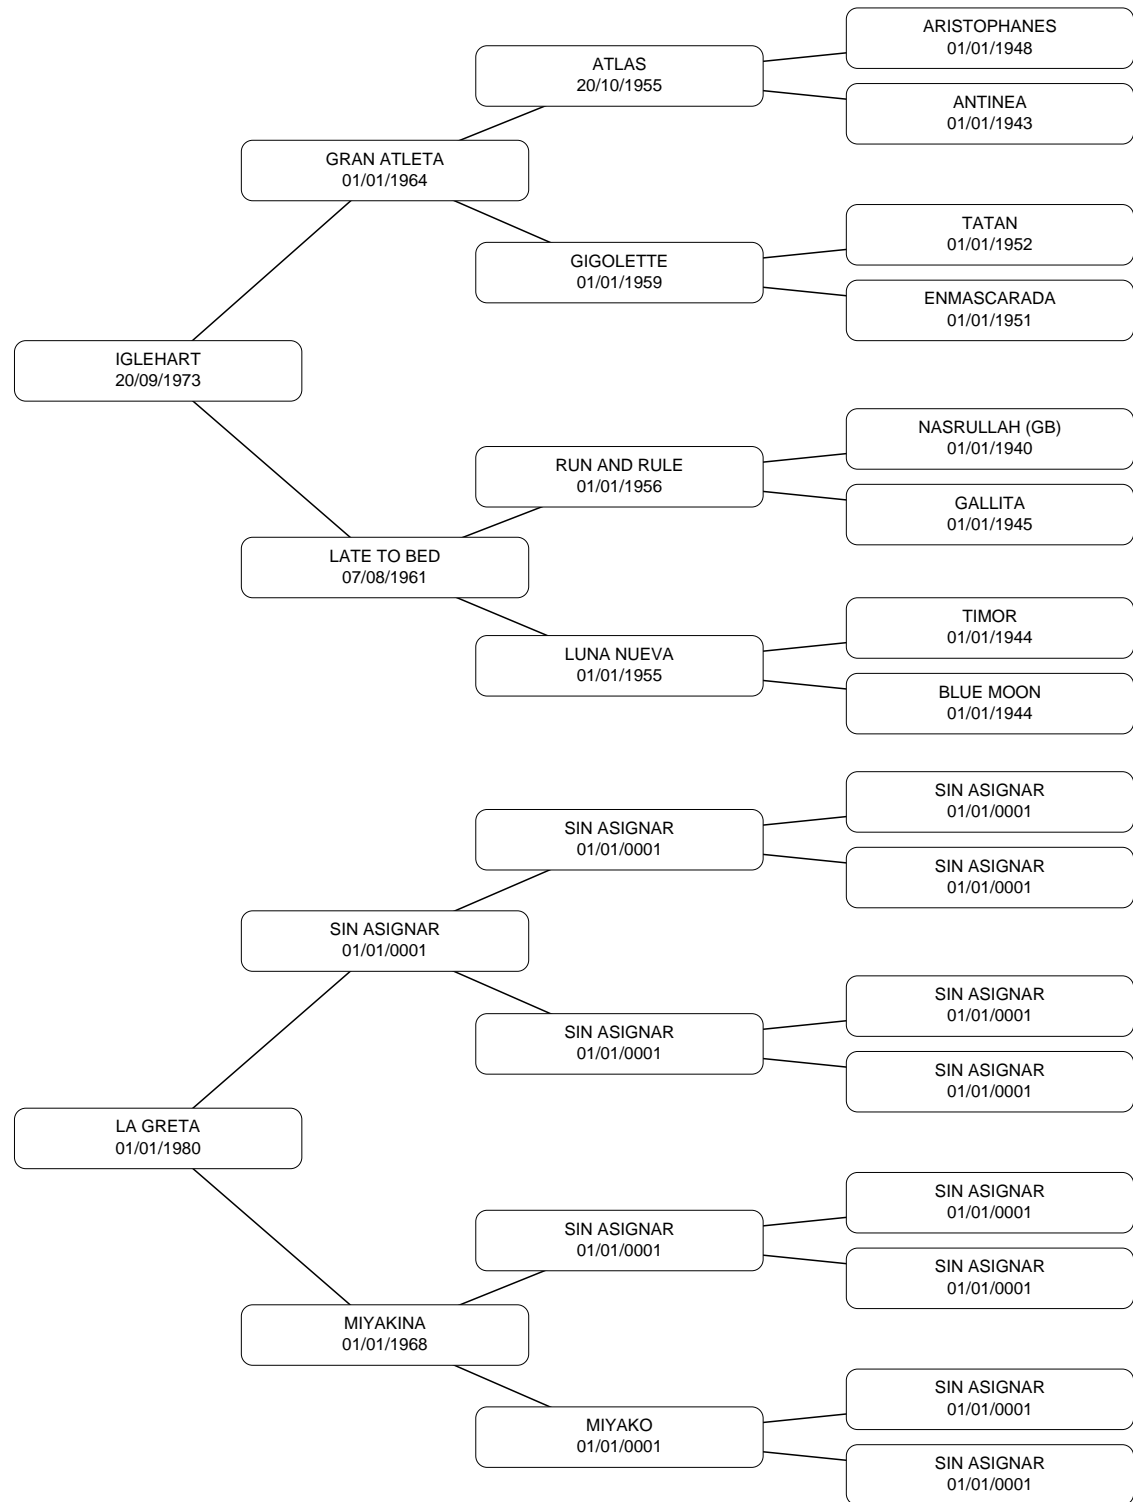 ARISTOPHANES
01/01/1948
ATLAS
20/10/1955
ANTINEA
01/01/1943
GRAN ATLETA
01/01/1964
TATAN
01/01/1952
GIGOLETTE
01/01/1959
ENMASCARADA
01/01/1951
IGLEHART
20/09/1973
NASRULLAH (GB)
01/01/1940
RUN AND RULE
01/01/1956
GALLITA
01/01/1945
LATE TO BED
07/08/1961
TIMOR
01/01/1944
LUNA NUEVA
01/01/1955
BLUE MOON
01/01/1944
SIN ASIGNAR
01/01/0001
SIN ASIGNAR
01/01/0001
SIN ASIGNAR
01/01/0001
SIN ASIGNAR
01/01/0001
SIN ASIGNAR
01/01/0001
SIN ASIGNAR
01/01/0001
SIN ASIGNAR
01/01/0001
LA GRETA
01/01/1980
SIN ASIGNAR
01/01/0001
SIN ASIGNAR
01/01/0001
SIN ASIGNAR
01/01/0001
MIYAKINA
01/01/1968
SIN ASIGNAR
01/01/0001
MIYAKO
01/01/0001
SIN ASIGNAR
01/01/0001